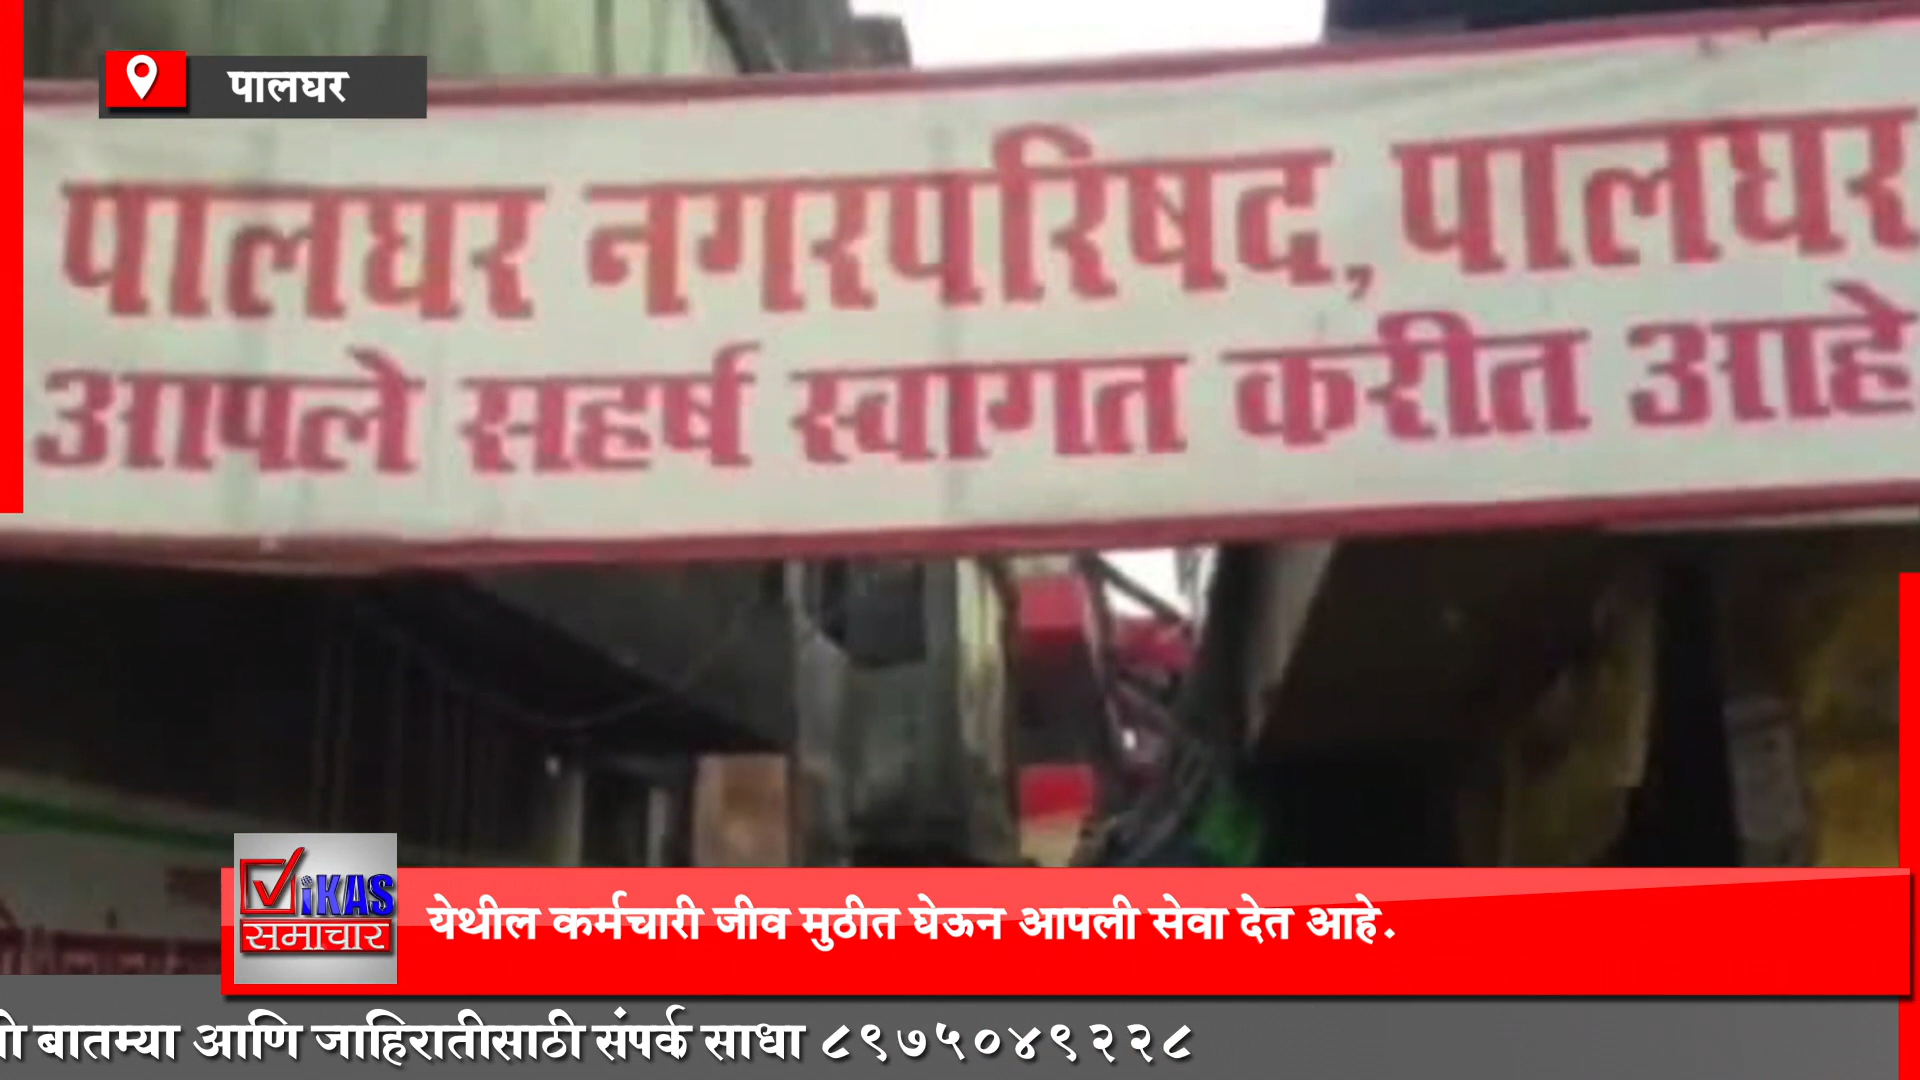 पालघर
पालघर नगरपरिषद, पालघर
आपले सहर्ष स्वागत करीत आहे
ViKAS
समाचार
येथील कर्मचारी जीव मुठीत घेऊन आपली सेवा देत आहे.
बातम्या आणि जाहिरातीसाठी संपर्क साधा ८९७५०४९२२८